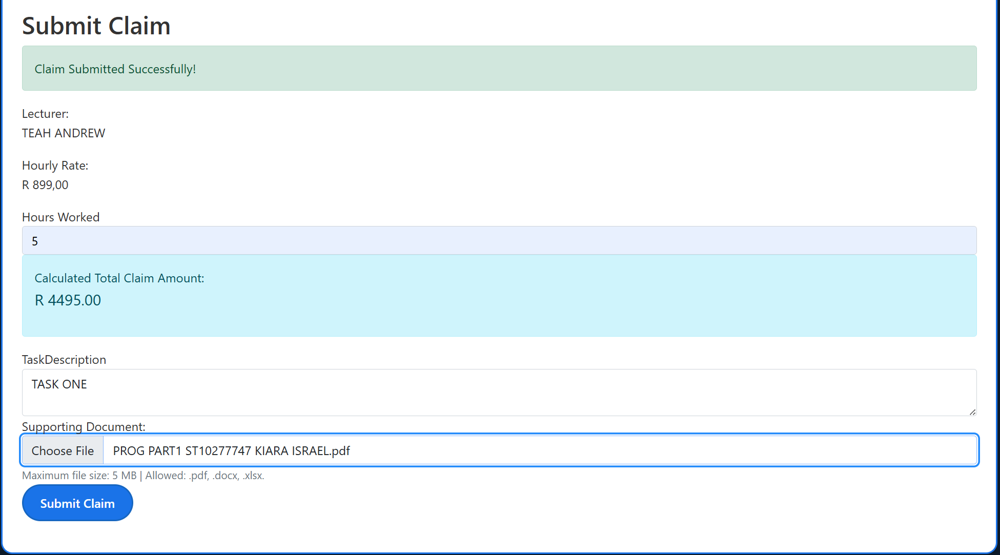 Submit Claim
Claim Submitted Successfully!
Lecturer:
TEAH ANDREW
Hourly Rate:
R 899,00
Hours Worked
5
Calculated Total Claim Amount:
R 4495.00
TaskDescription
TASK ONE
Supporting Document:
Choose File PROG PART1 ST10277747 KIARA ISRAEL.pdf
Maximum file size: 5 MB | Allowed: .pdf, .docx, .xlsx.
Submit Claim